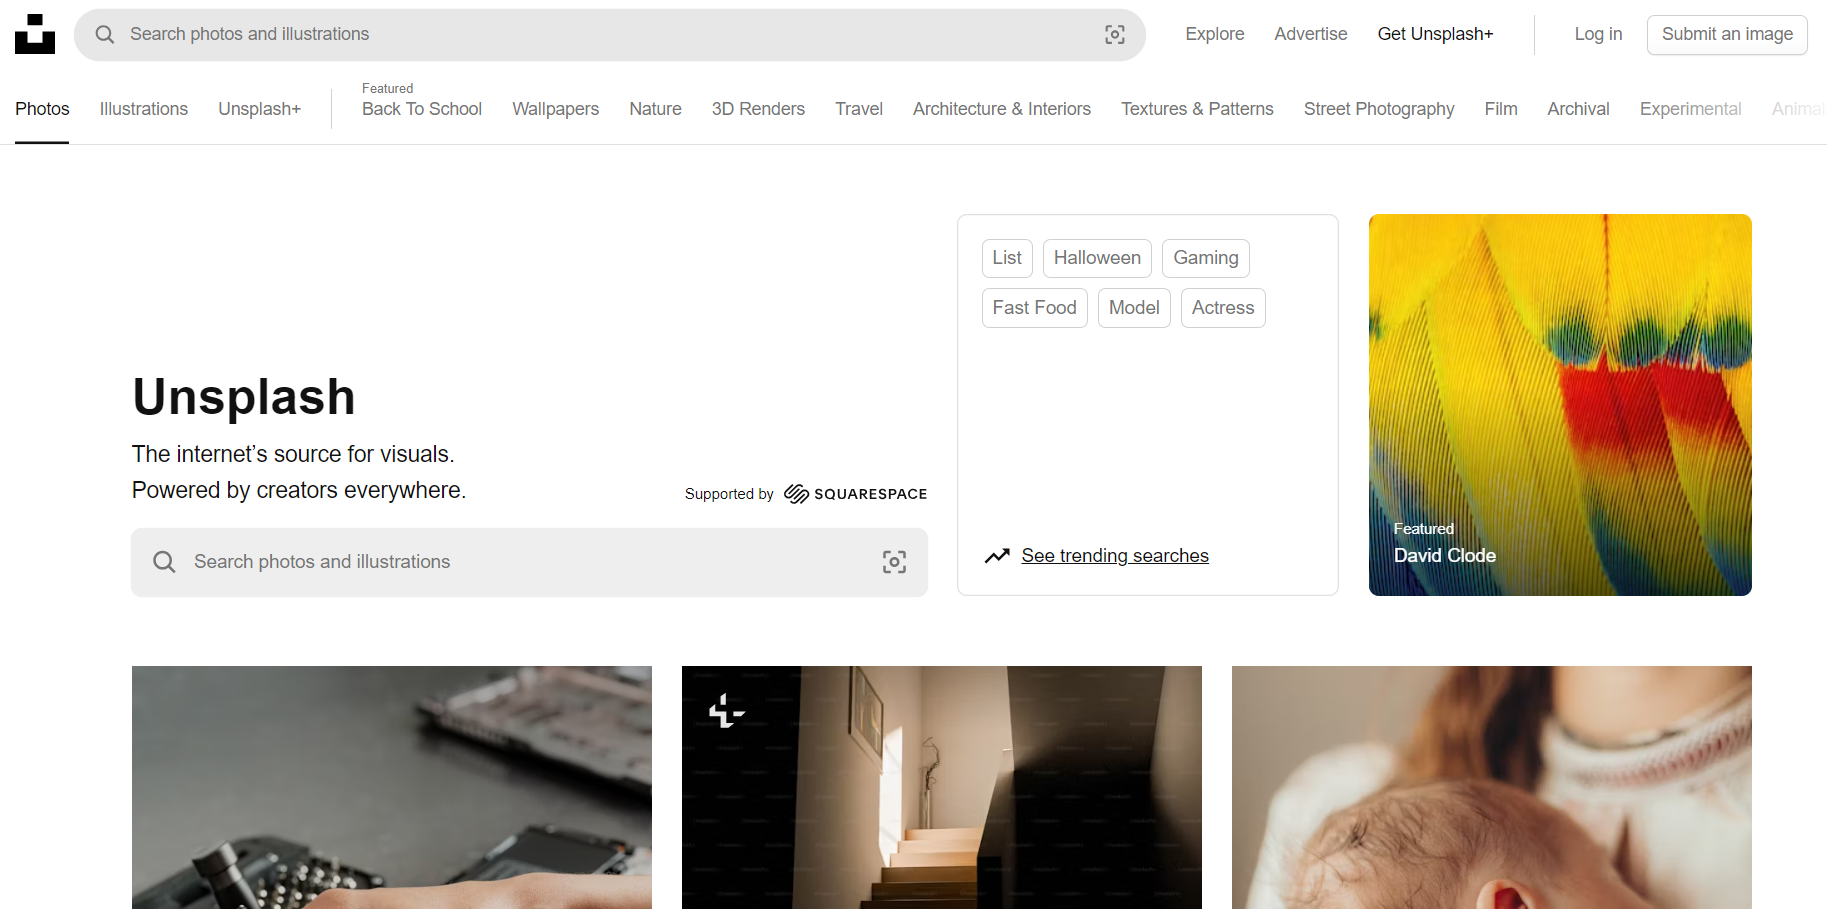 Search photos and illustrations
Explore
Advertise
Get Unsplash+
Log in
Submit an image
Photos
Illustrations
Unsplash+
Featured
Back To School
Wallpapers
Nature
3D Renders
Travel
Architecture & Interiors
Textures & Patterns
Street Photography
Film
Archival
Experimental
Animal
Unsplash
The internet’s source for visuals.
Powered by creators everywhere.
Supported by SQUARESPACE
Search photos and illustrations
List
Halloween
Gaming
Fast Food
Model
Actress
See trending searches
Featured
David Clode